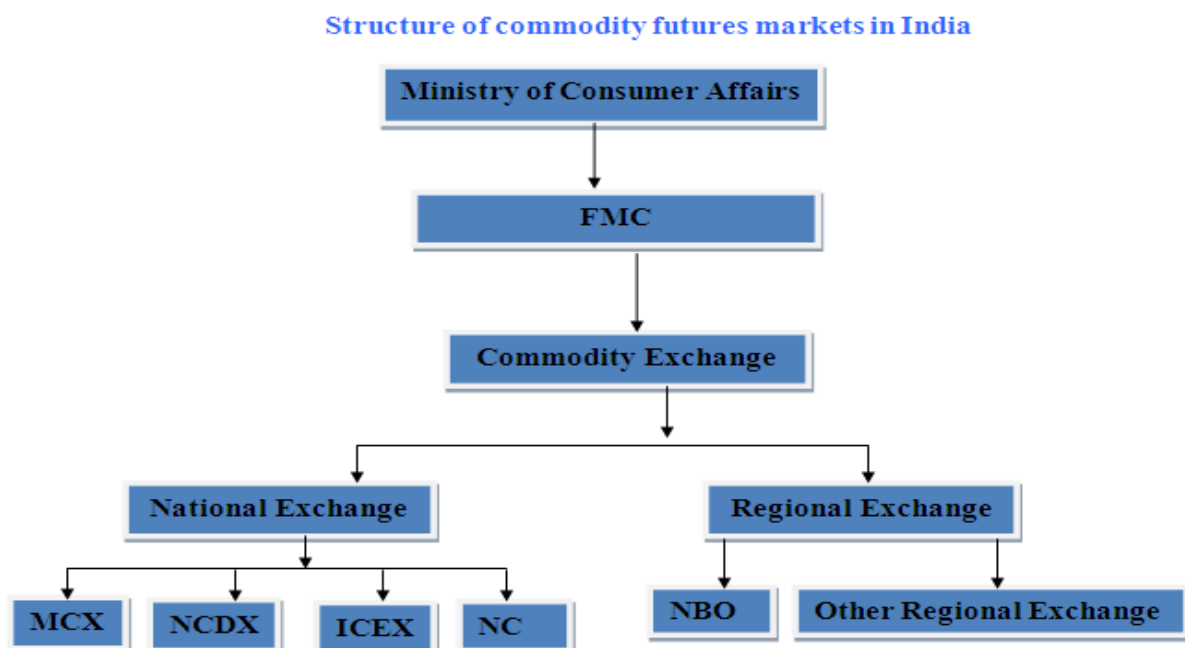 Structure of commodity futures markets in India
Ministry of Consumer Affairs
FMC
Commodity Exchange
National Exchange
Regional Exchange
MCX
NCDX
ICEX
NC
NBO
Other Regional Exchange